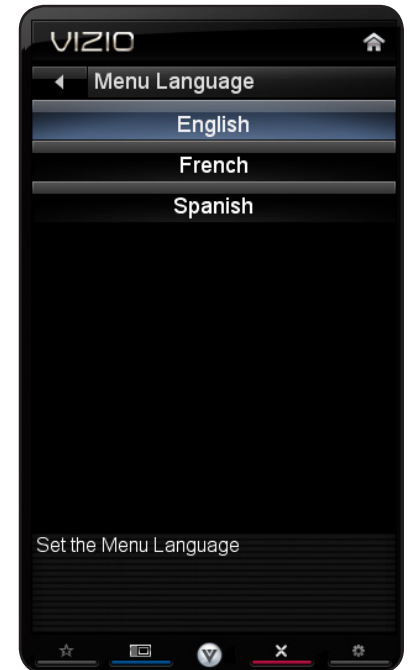 VIZIO
Menu Language
English
French
Spanish
Set the Menu Language
V